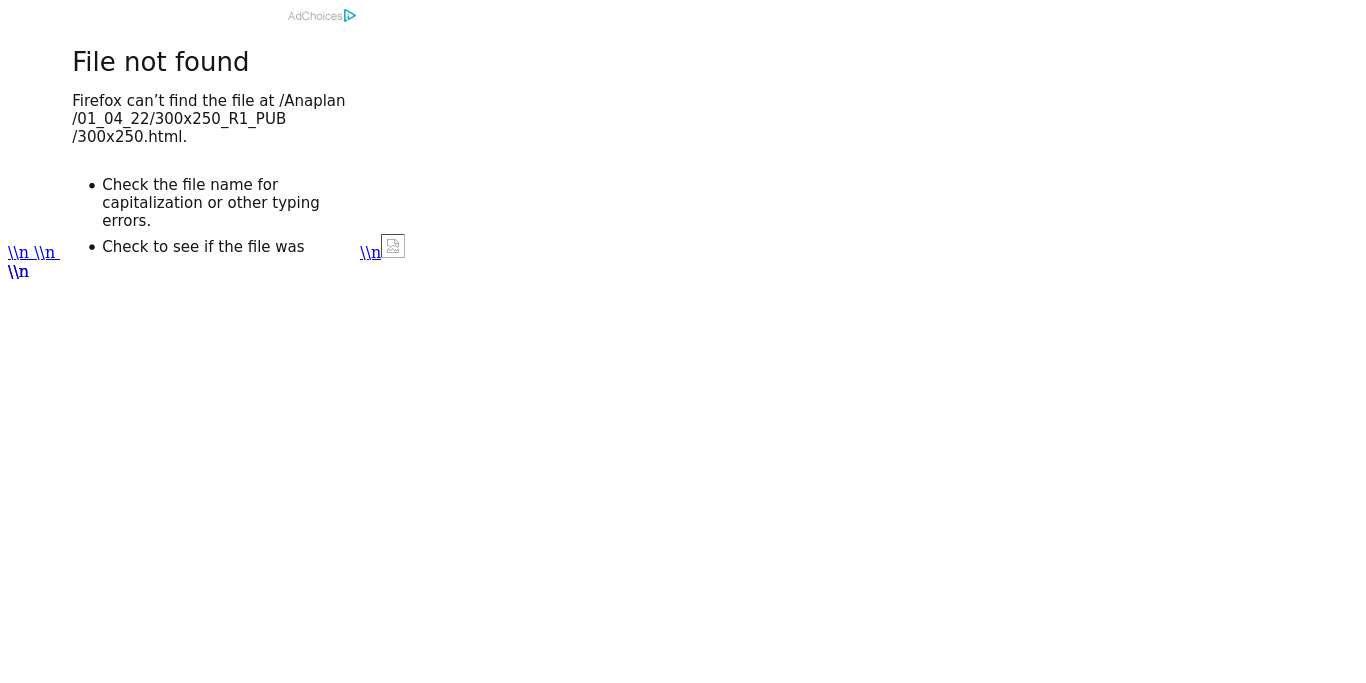 AdChoices
File not found
Firefox can’t find the file at /Anaplan
/01_04_22/300x250_R1_PUB
/300x250.html.
• Check the file name for
capitalization or other typing
errors.
• Check to see if the file was
\\n \\n \\n
\\n